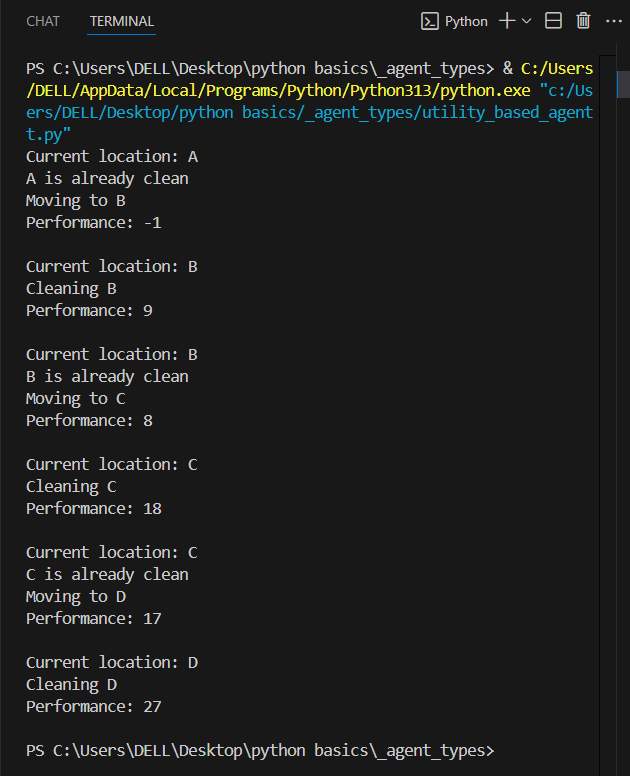 CHAT TERMINAL Python
PS C:\Users\DELL\Desktop\python basics\_agent_types> & C:/Users
/DELL/AppData/Local/Programs/Python/Python313/python.exe "c:/Us
ers/DELL/Desktop/python basics/_agent_types/utility_based_agent
t.py"
Current location: A
A is already clean
Moving to B
Performance: -1
Current location: B
Cleaning B
Performance: 9
Current location: B
B is already clean
Moving to C
Performance: 8
Current location: C
Cleaning C
Performance: 18
Current location: C
C is already clean
Moving to D
Performance: 17
Current location: D
Cleaning D
Performance: 27
PS C:\Users\DELL\Desktop\python basics\_agent_types>